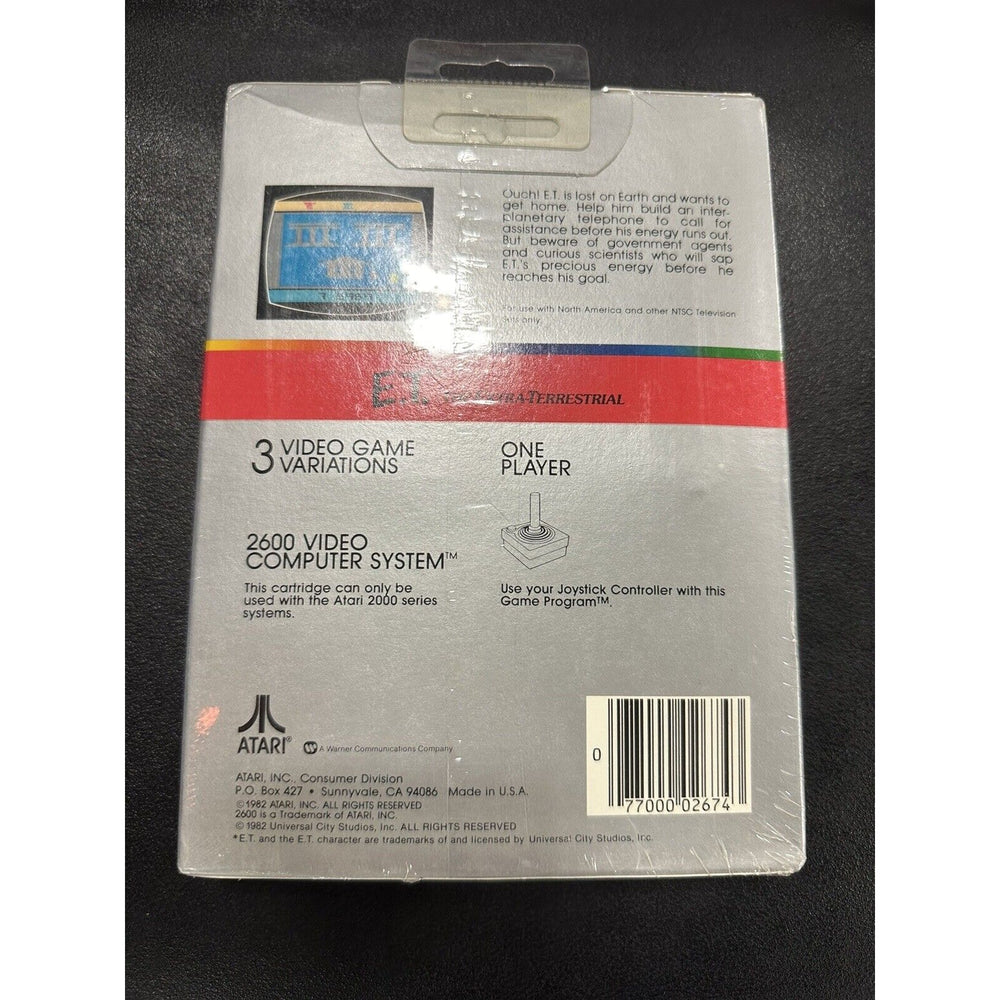 Ouch! E.T. is lost on Earth and wants to
get home. Help him build an inter-
planetary telephone to call for
assistance before his energy runs out.
But beware of government agents
and curious scientists who will sap
E.T.'s precious energy before he
reaches his goal.
For use with North America and other NTSC Television
Sets only.
E.T. EXTRA-TERRESTRIAL
3 VIDEO GAME
VARIATIONS
ONE
PLAYER
2600 VIDEO
COMPUTER SYSTEM™
This cartridge can only be
used with the Atari 2000 series
systems.
Use your Joystick Controller with this
Game Program™.
ATARI® A Warner Communications Company
ATARI, INC., Consumer Division
P.O. Box 427 • Sunnyvale, CA 94086 Made in U.S.A.
© 1982 ATARI, INC. ALL RIGHTS RESERVED
2600 is a Trademark of ATARI, INC.
© 1982 Universal City Studios, Inc. ALL RIGHTS RESERVED
*E.T. and the E.T. character are trademarks of and licensed by Universal City Studios, Inc.
0 77000 02674